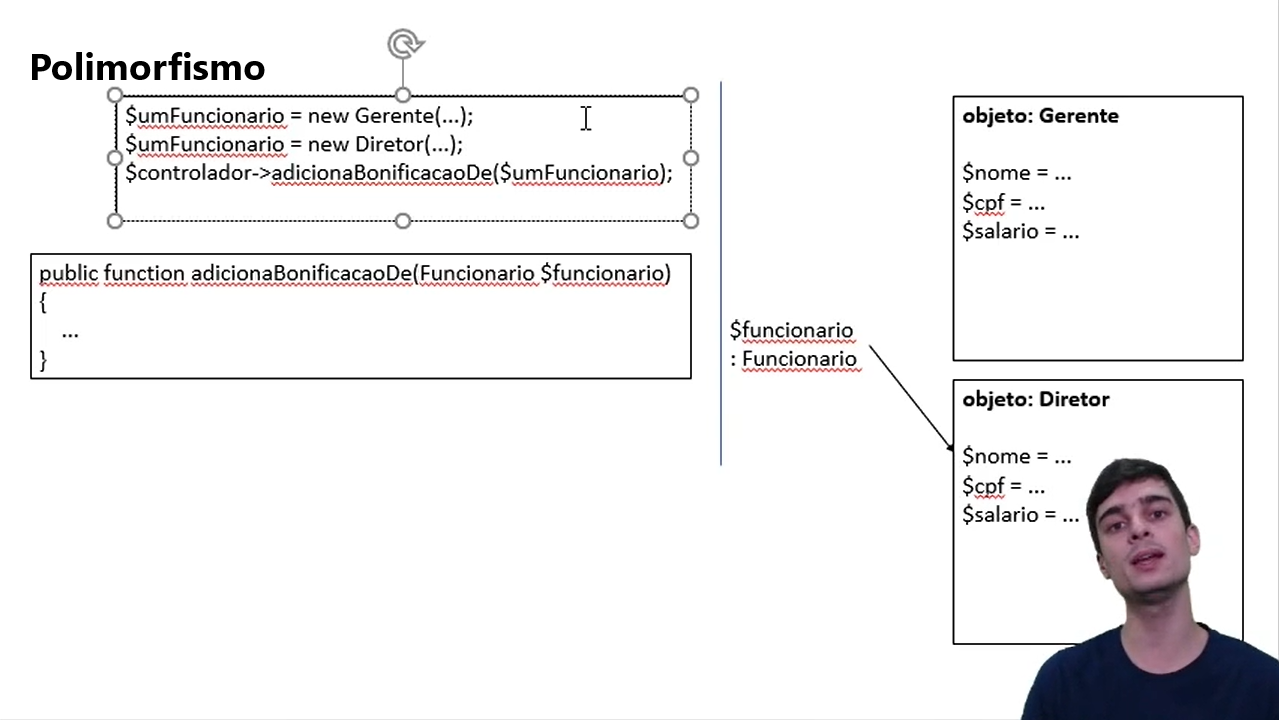 Polimorfismo
$umFuncionario = new Gerente(...);
$umFuncionario = new Diretor(...);
$controlador->adicionaBonificacaoDe($umFuncionario);
public function adicionaBonificacaoDe(Funcionario $funcionario)
{
...
}
$funcionario
: Funcionario
objeto: Gerente
$nome = ...
$cpf = ...
$salario = ...
objeto: Diretor
$nome = ...
$cpf = ...
$salario = ...